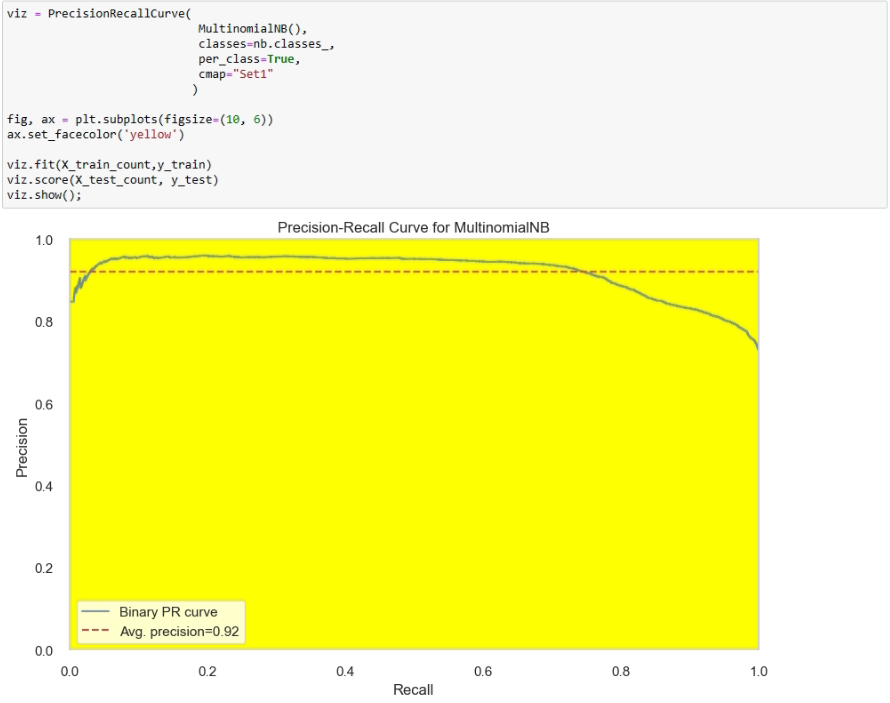 viz = PrecisionRecallCurve(
MultinomialNB(),
classes=nb.classes_,
per_class=True,
cmap="Set1"
)
fig, ax = plt.subplots(figsize=(10, 6))
ax.set_facecolor('yellow')
viz.fit(X_train_count,y_train)
viz.score(X_test_count, y_test)
viz.show();
Precision-Recall Curve for MultinomialNB
1.0
0.8
0.6
0.4
0.2
0.0
Precision
Binary PR curve
Avg. precision=0.92
0.0 0.2 0.4 0.6 0.8 1.0
Recall